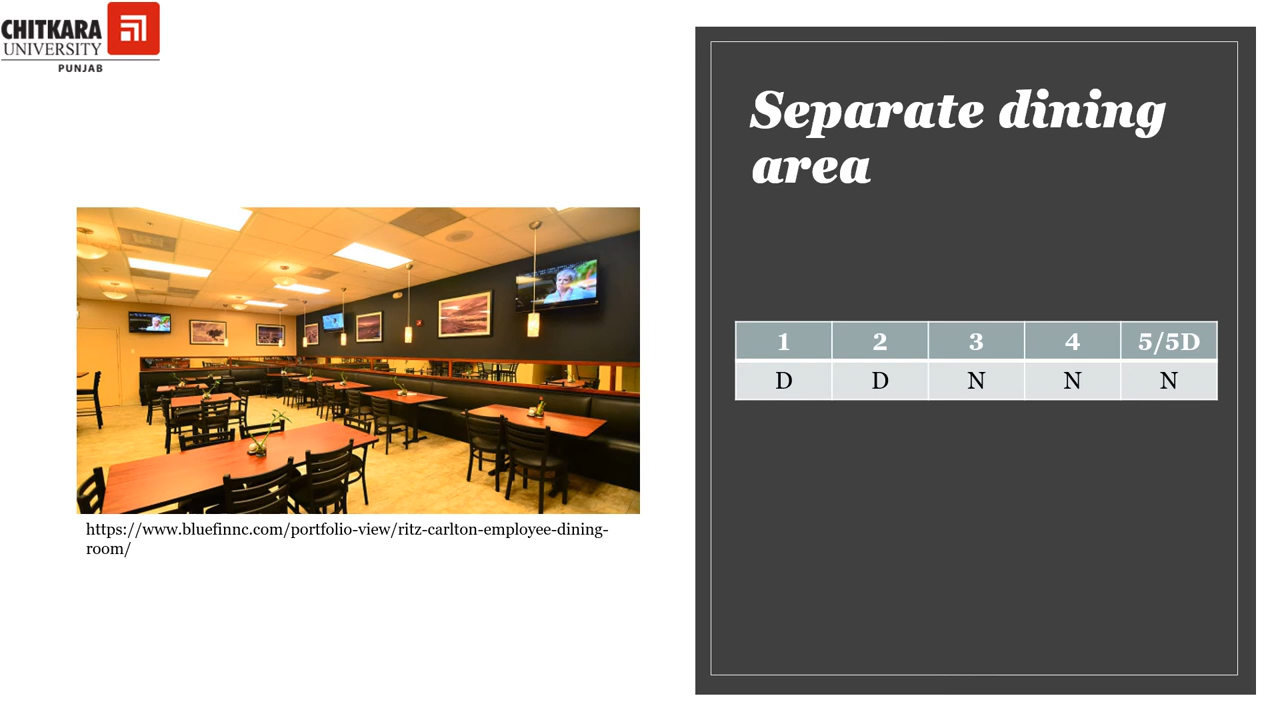 CHITKARA
UNIVERSITY
PUNJAB
Separate dining
area
1 2 3 4 5/5D
D D N N N
https://www.bluefinnc.com/portfolio-view/ritz-carlton-employee-dining-
room/